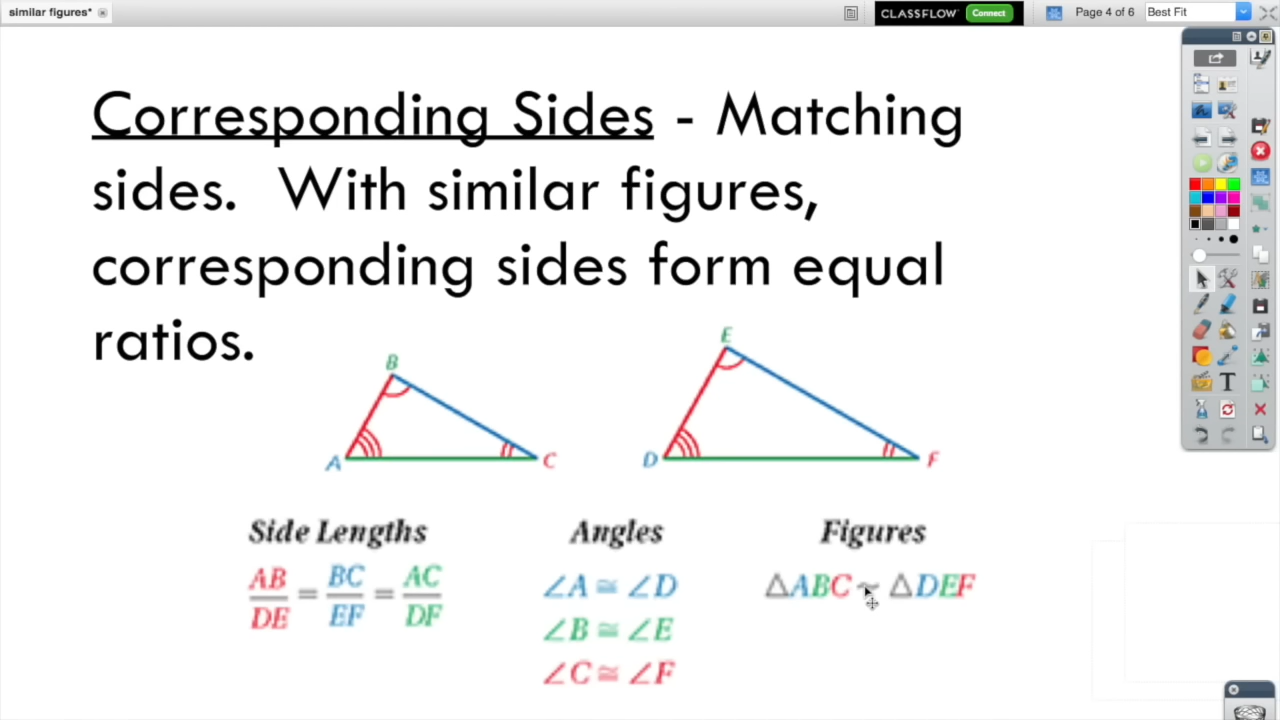 similar figures*
CLASSFLOW Connect
Page 4 of 6
Best Fit
Corresponding Sides - Matching
sides. With similar figures,
corresponding sides form equal
ratios.
B
A
C
E
D
F
Side Lengths
AB/DE = BC/EF = AC/DF
Angles
∠A ≅ ∠D
∠B ≅ ∠E
∠C ≅ ∠F
Figures
△ABC ~ △DEF
T